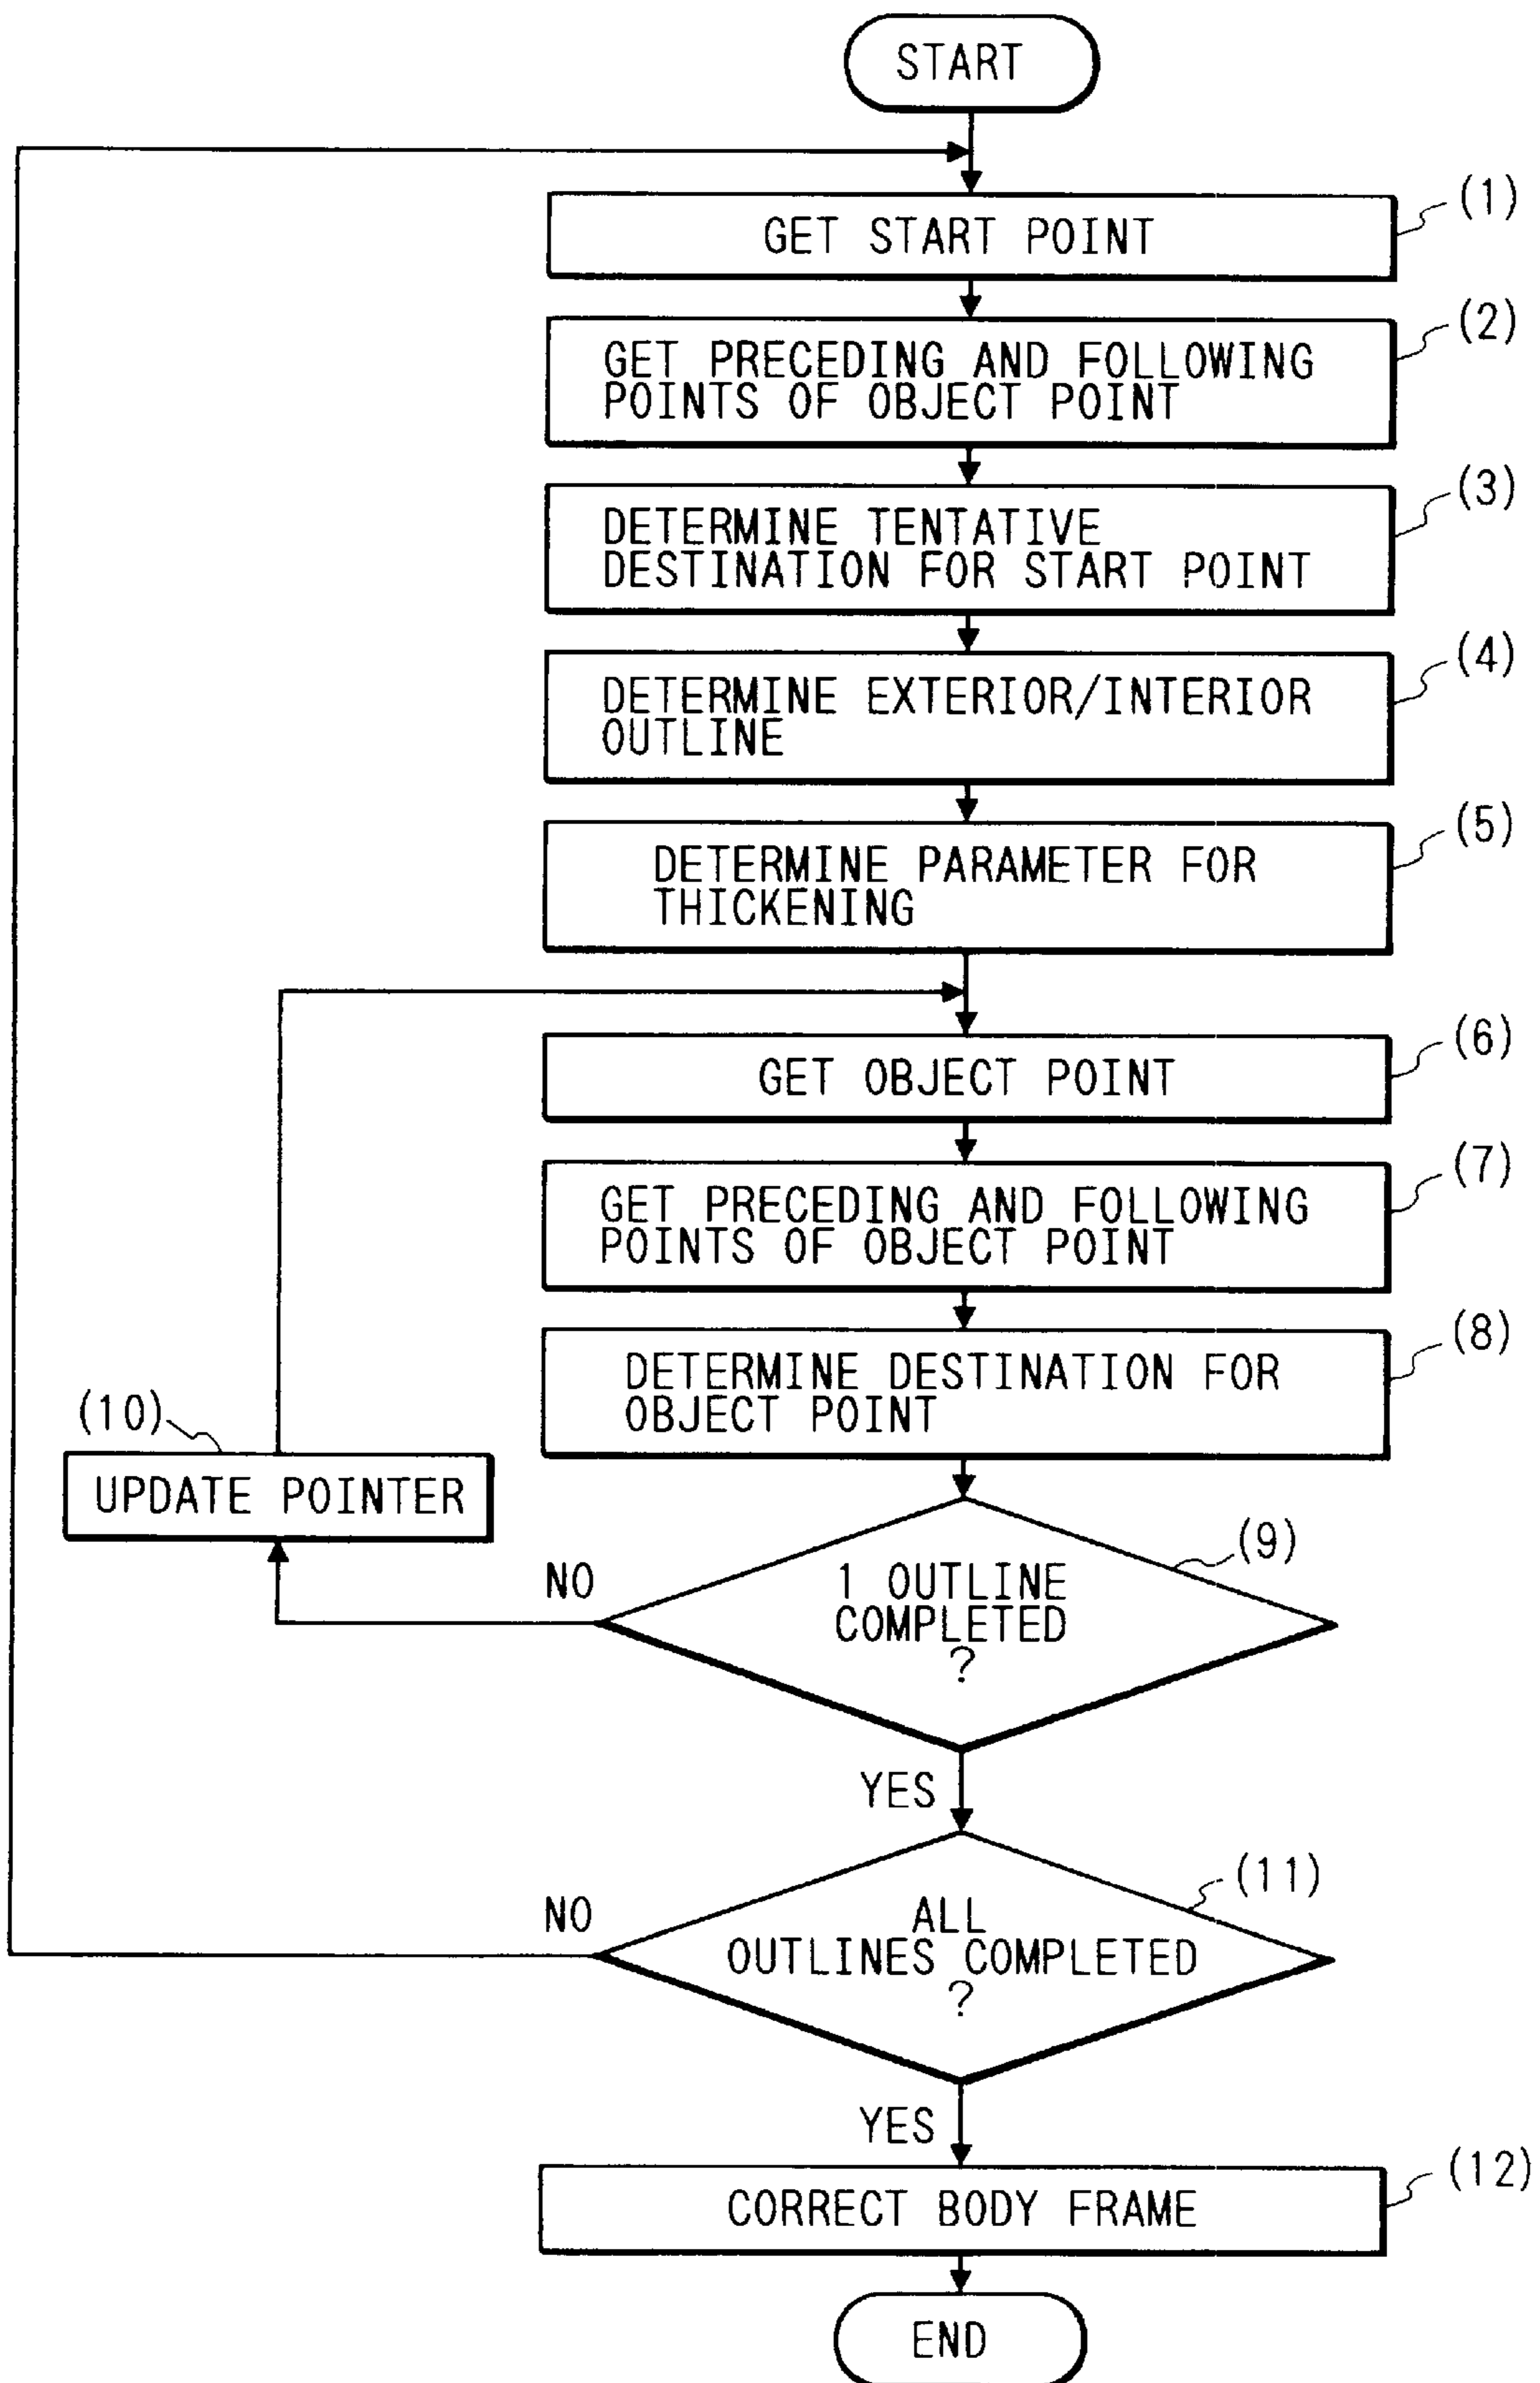 START
(1)
GET START POINT
(2)
GET PRECEDING AND FOLLOWING
POINTS OF OBJECT POINT
(3)
DETERMINE TENTATIVE
DESTINATION FOR START POINT
(4)
DETERMINE EXTERIOR/INTERIOR
OUTLINE
(5)
DETERMINE PARAMETER FOR
THICKENING
(6)
GET OBJECT POINT
(7)
GET PRECEDING AND FOLLOWING
POINTS OF OBJECT POINT
(8)
DETERMINE DESTINATION FOR
OBJECT POINT
(10)
UPDATE POINTER
(9)
NO
1 OUTLINE
COMPLETED
?
YES
(11)
NO
ALL
OUTLINES COMPLETED
?
YES
(12)
CORRECT BODY FRAME
END